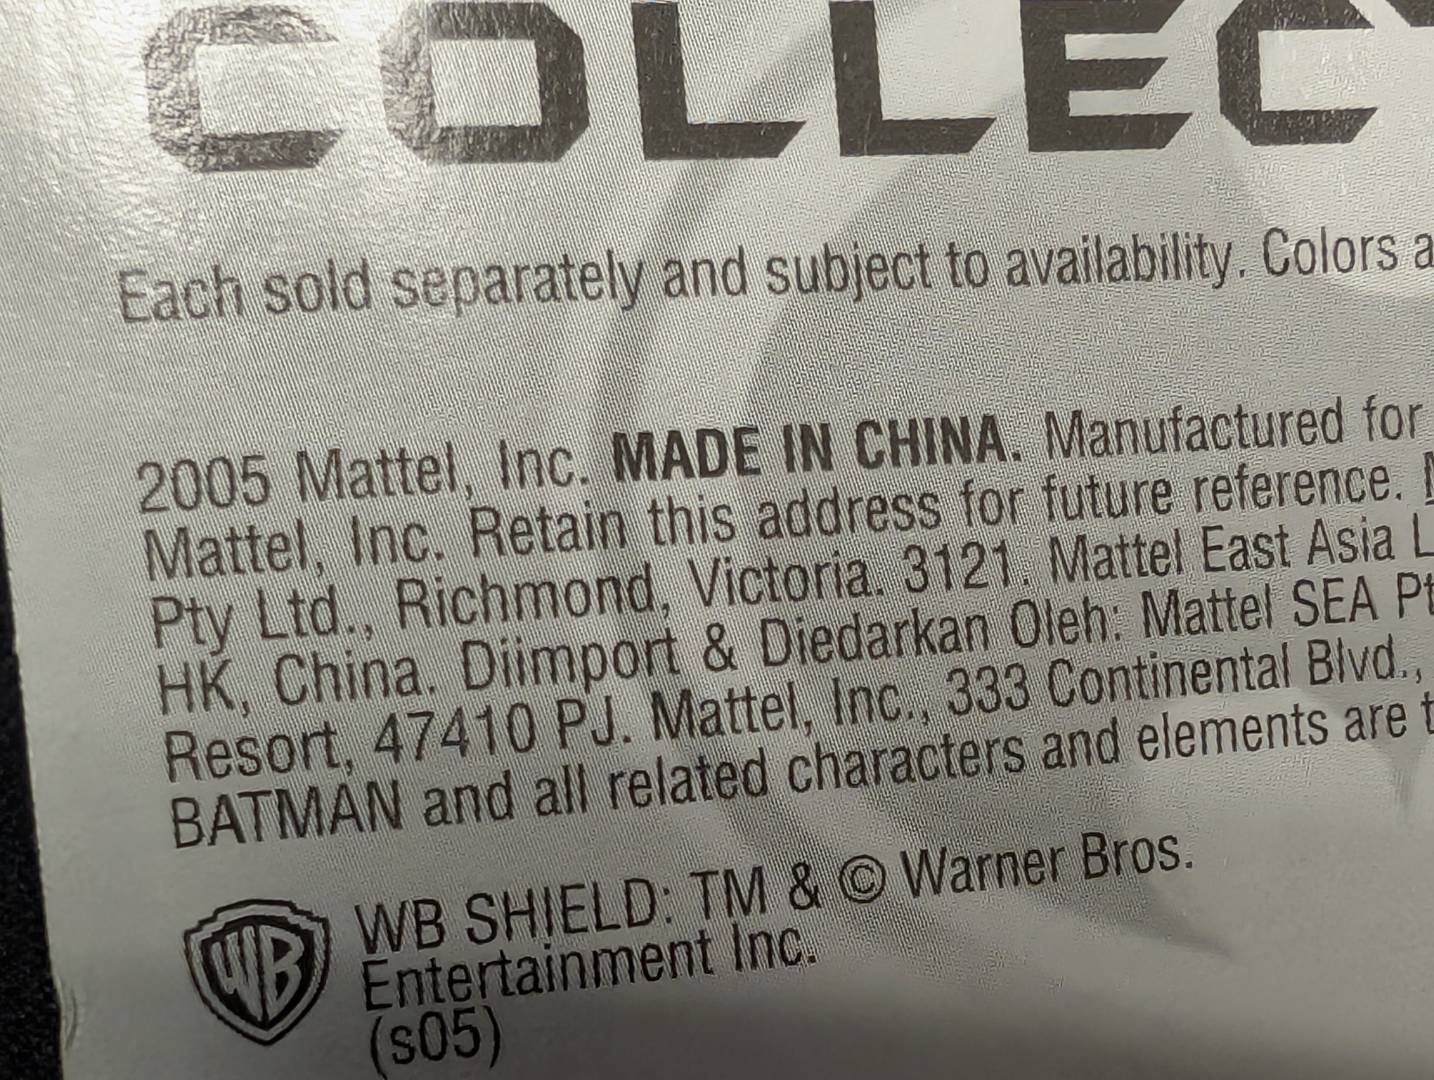 COLLEC
Each sold separately and subject to availability. Colors a
2005 Mattel, Inc. MADE IN CHINA. Manufactured for
Mattel, Inc. Retain this address for future reference.
Pty Ltd., Richmond, Victoria. 3121. Mattel East Asia L
HK, China. Diimport & Diedarkan Oleh: Mattel SEA Pt
Resort, 47410 PJ. Mattel, Inc., 333 Continental Blvd.,
BATMAN and all related characters and elements are t
WB SHIELD: TM & © Warner Bros.
Entertainment Inc.
(s05)
WB